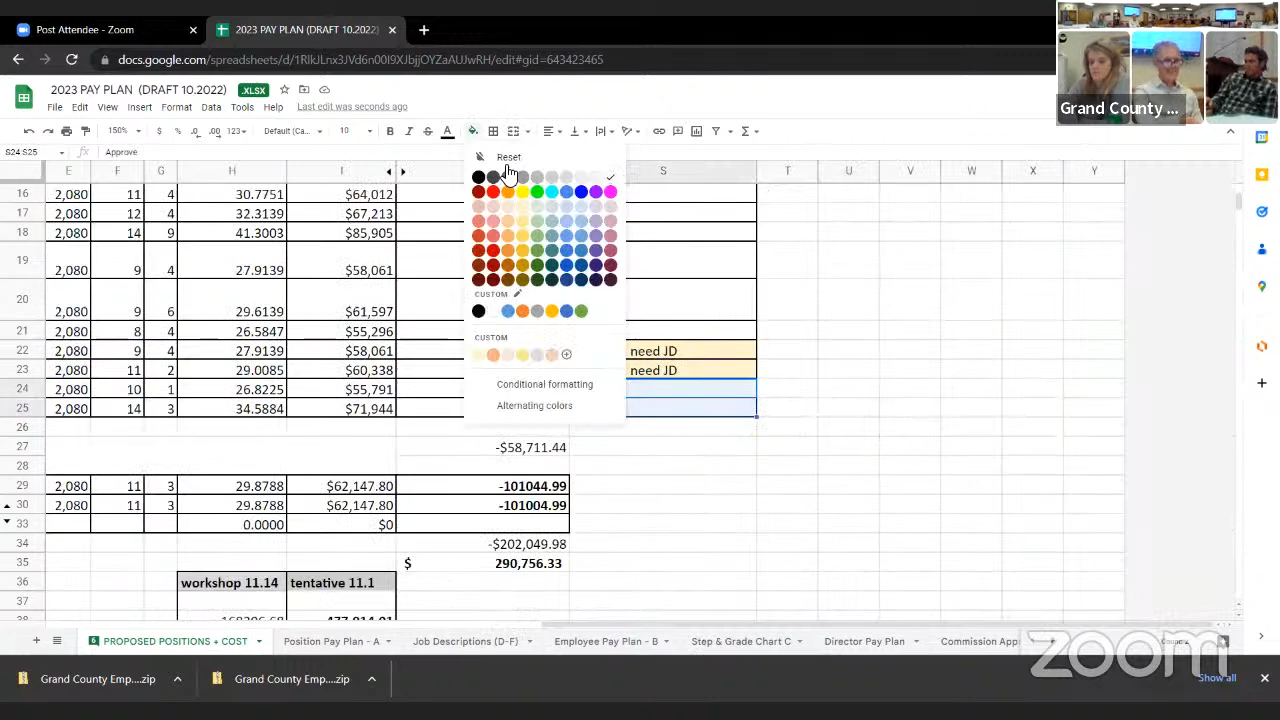 Post Attendee - Zoom
2023 PAY PLAN (DRAFT 10.2022)
docs.google.com/spreadsheets/d/1RlkJLnx3JVd6n00I9XJbjjOYZaAUJwRH/edit#gid=643423465
Grand County ...
2023 PAY PLAN (DRAFT 10.2022) .XLSX
File Edit View Insert Format Data Tools Help Last edit was seconds ago
150% $ % .0 .00 123 Default (Ca... 10 B I S A
S24:S25 Approve
Reset
E F G H I S T U V W X Y
16 2,080 11 4 30.7751 $64,012
17 2,080 12 4 32.3139 $67,213
18 2,080 14 9 41.3003 $85,905
19 2,080 9 4 27.9139 $58,061
20 2,080 9 6 29.6139 $61,597
21 2,080 8 4 26.5847 $55,296
22 2,080 9 4 27.9139 $58,061 need JD
23 2,080 11 2 29.0085 $60,338 need JD
24 2,080 10 1 26.8225 $55,791
25 2,080 14 3 34.5884 $71,944
CUSTOM
CUSTOM
Conditional formatting
Alternating colors
26
27 -$58,711.44
28
29 2,080 11 3 29.8788 $62,147.80 -101044.99
30 2,080 11 3 29.8788 $62,147.80 -101004.99
33 0.0000 $0
34 -$202,049.98
35 $ 290,756.33
36 workshop 11.14 tentative 11.1
37
38
6 PROPOSED POSITIONS + COST Position Pay Plan - A Job Descriptions (D-F) Employee Pay Plan - B Step & Grade Chart C Director Pay Plan Commission App
zoom
Grand County Emp....zip Grand County Emp....zip Show all